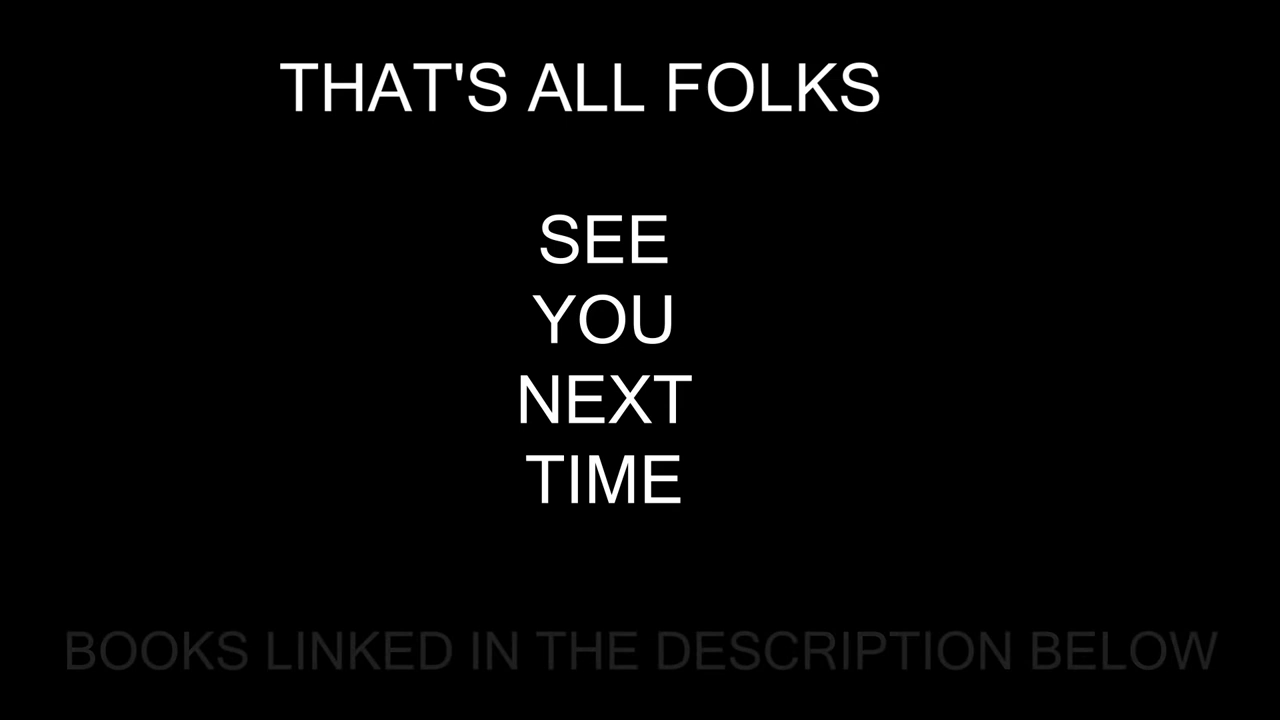 THAT'S ALL FOLKS
SEE
YOU
NEXT
TIME
BOOKS LINKED IN THE DESCRIPTION BELOW